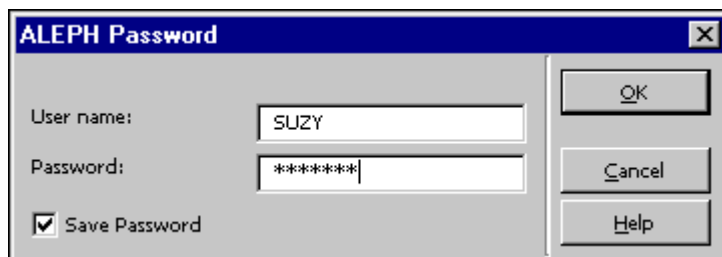 ALEPH Password
User name: SUZY
Password: *******
Save Password
OK
Cancel
Help